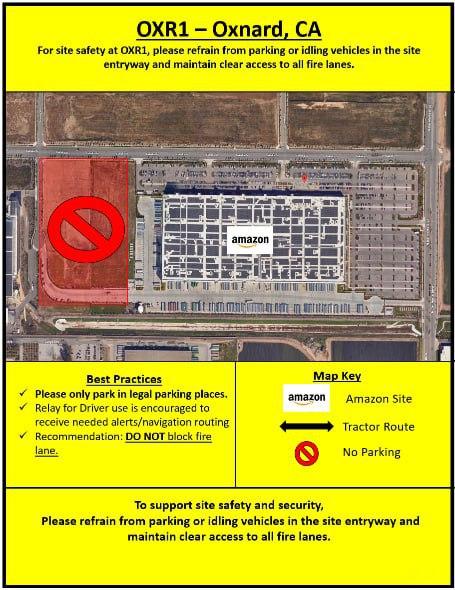 OXR1 – Oxnard, CA
For site safety at OXR1, please refrain from parking or idling vehicles in the site
entryway and maintain clear access to all fire lanes.
amazon
Best Practices
✓ Please only park in legal parking places.
✓ Relay for Driver use is encouraged to
receive needed alerts/navigation routing
✓ Recommendation: DO NOT block fire
lane.
Map Key
amazon Amazon Site
Tractor Route
No Parking
To support site safety and security,
Please refrain from parking or idling vehicles in the site entryway and
maintain clear access to all fire lanes.